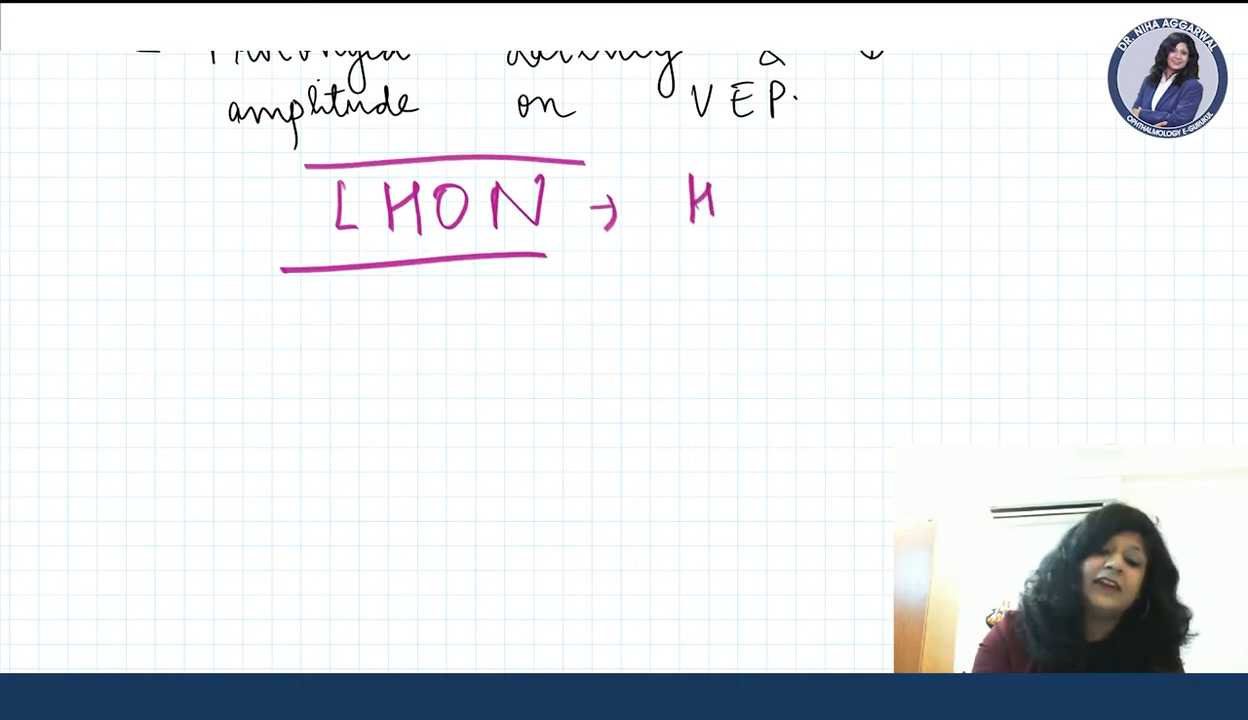 amplitude on VEP.
LHON → H
DR. NIHA AGGARWAL
OPHTHALMOLOGY E-GURUKUL